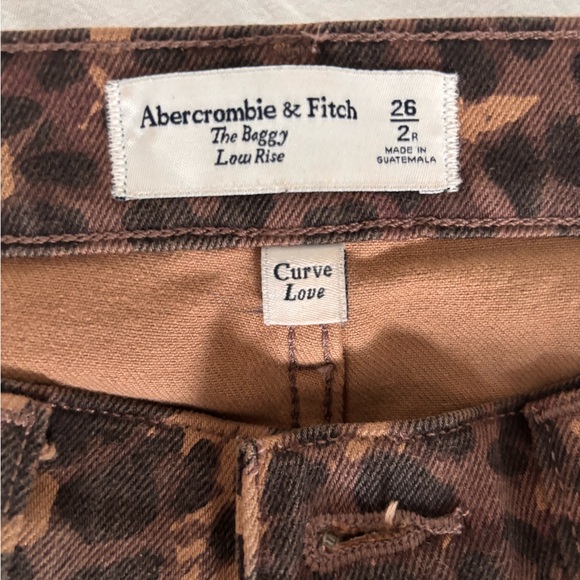 Abercrombie & Fitch
The Baggy
Low Rise
26
2R
MADE IN
GUATEMALA
Curve
Love